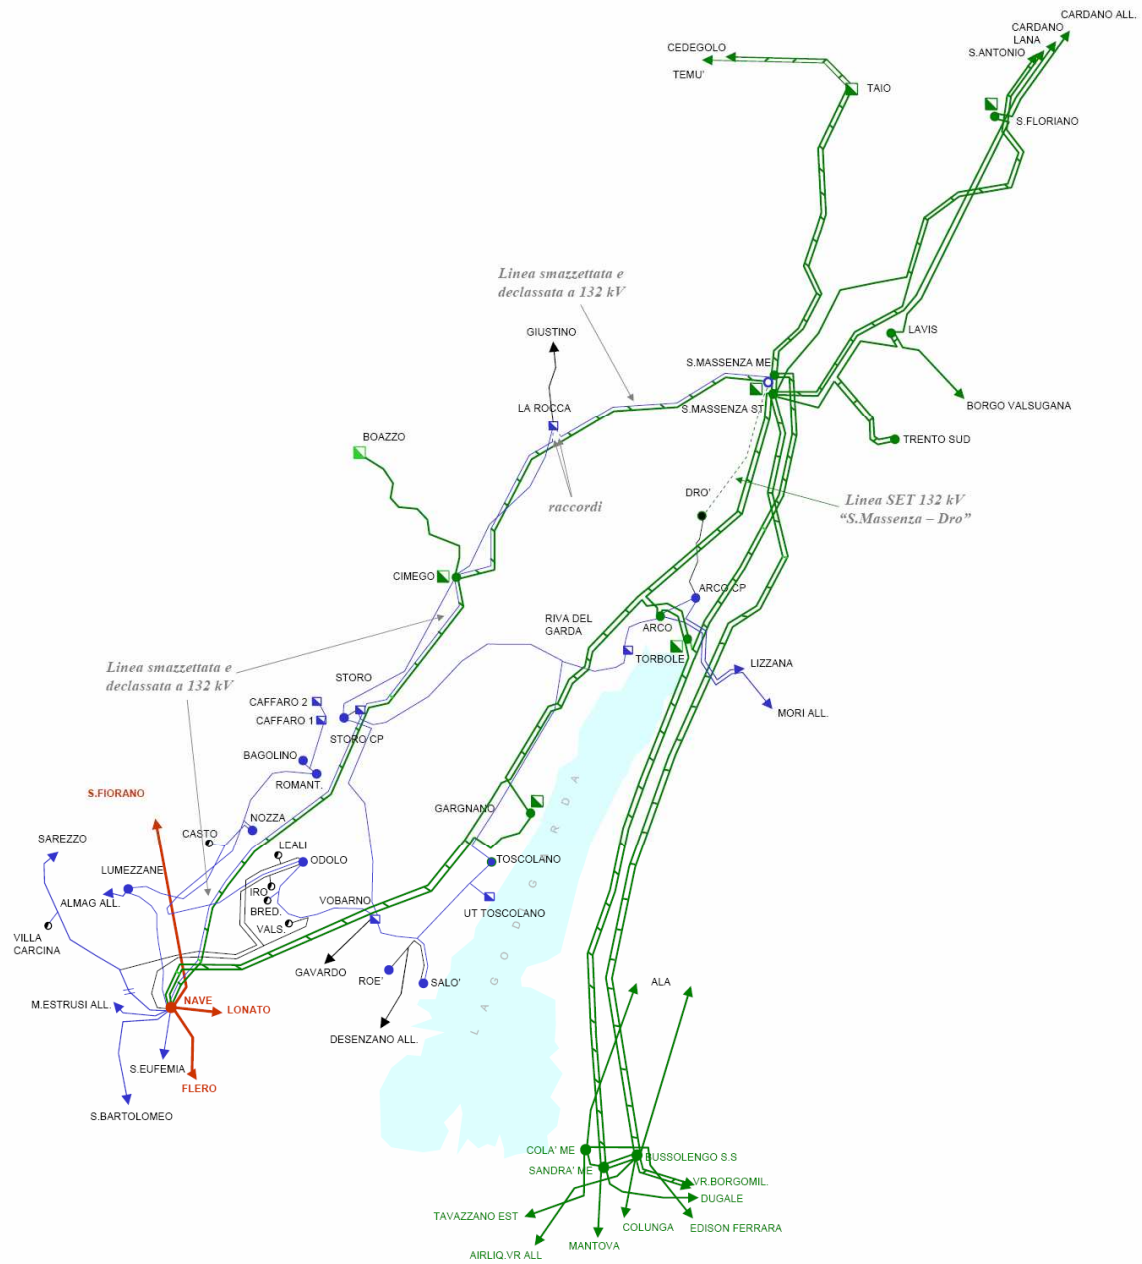 CARDANO ALL.
CARDANO
LANA
S.ANTONIO
CEDEGOLO
TEMU'
TAIO
S.FLORIANO
Linea smazzettata e
declassata a 132 kV
GIUSTINO
LAVIS
S.MASSENZA ME
LA ROCCA
S.MASSENZA ST
BORGO VALSUGANA
BOAZZO
TRENTO SUD
DRO'
Linea SET 132 kV
“S.Massenza – Dro”
raccordi
CIMEGO
ARCO CP
RIVA DEL
GARDA
ARCO
TORBOLE
LIZZANA
Linea smazzettata e
declassata a 132 kV
STORO
CAFFARO 2
CAFFARO 1
STORO CP
MORI ALL.
BAGOLINO
ROMANT.
S.FIORANO
GARGNANO
LAGO DI GARDA
NOZZA
CASTO
SAREZZO
LEALI
ODOLO
TOSCOLANO
LUMEZZANE
IRO
ALMAG ALL.
BRED.
VOBARNO
UT TOSCOLANO
VALS.
VILLA
CARCINA
GAVARDO
ROE'
SALO'
ALA
M.ESTRUSI ALL.
NAVE
LONATO
DESENZANO ALL.
S.EUFEMIA
FLERO
S.BARTOLOMEO
COLA' ME
BUSSOLENGO S.S
SANDRA' ME
VR.BORGOMIL.
DUGALE
TAVAZZANO EST
COLUNGA
EDISON FERRARA
MANTOVA
AIRLIQ.VR ALL